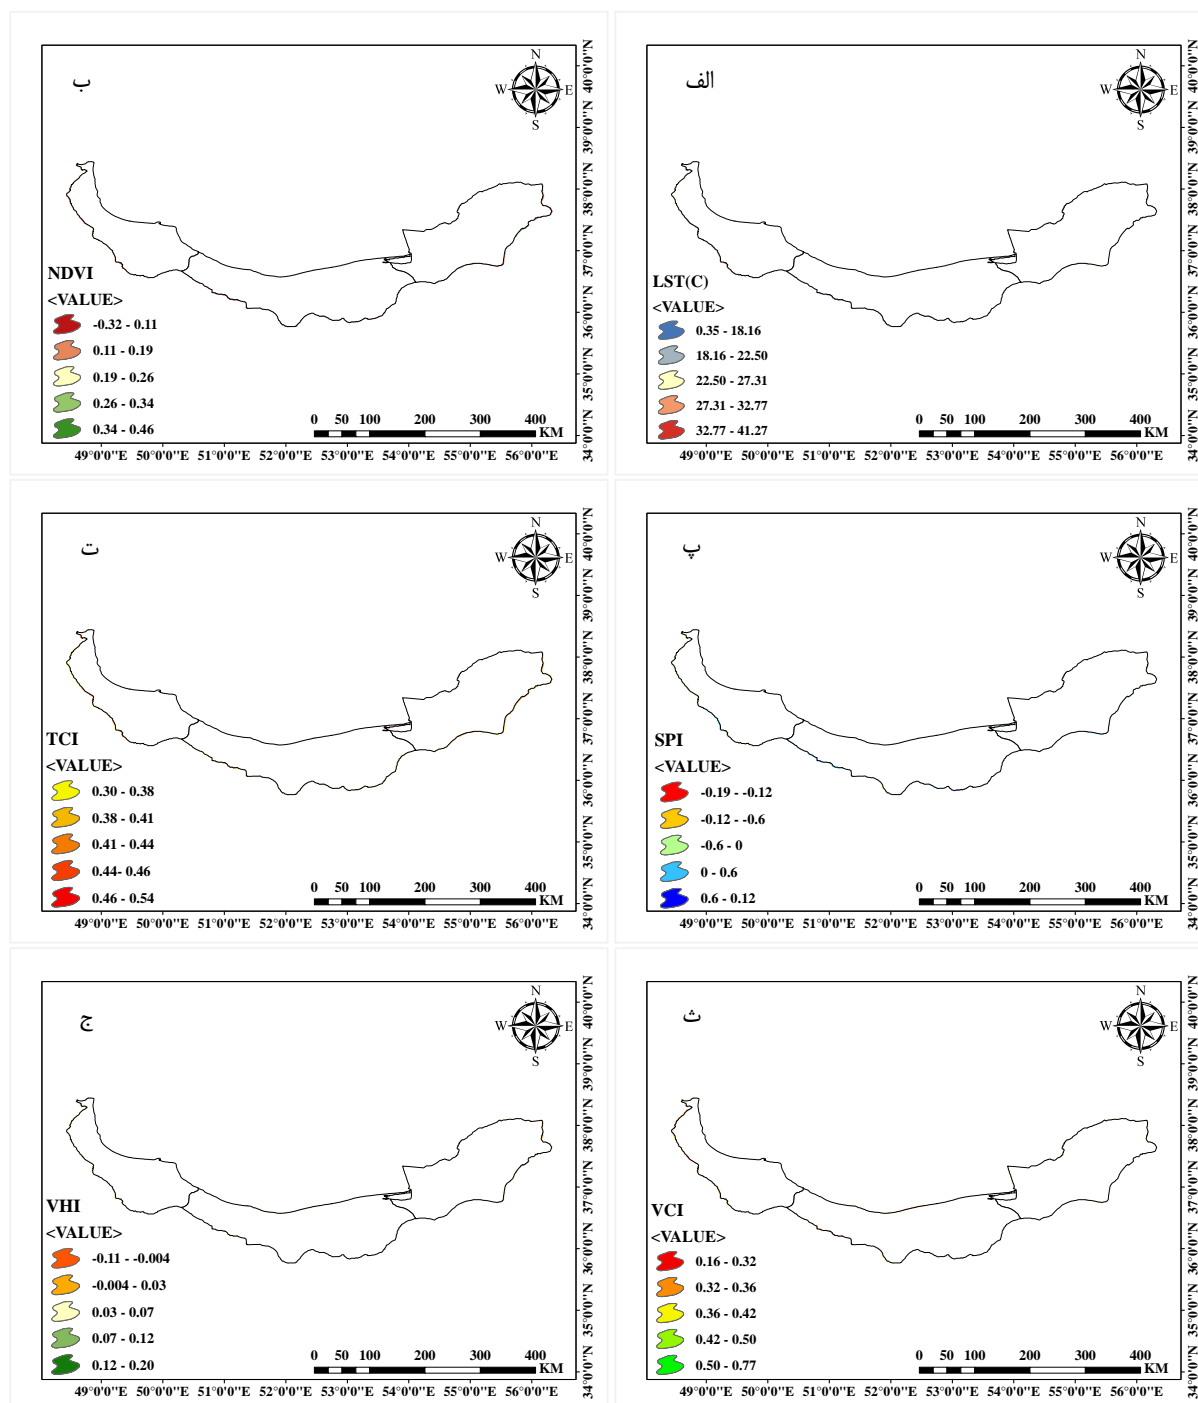 الف
N
W E
S
40°0'0"N
39°0'0"N
38°0'0"N
37°0'0"N
36°0'0"N
35°0'0"N
34°0'0"N
LST(C)
<VALUE>
0.35 - 18.16
18.16 - 22.50
22.50 - 27.31
27.31 - 32.77
32.77 - 41.27
0 50 100 200 300 400
KM
49°0'0"E 50°0'0"E 51°0'0"E 52°0'0"E 53°0'0"E 54°0'0"E 55°0'0"E 56°0'0"E
ب
N
W E
S
40°0'0"N
39°0'0"N
38°0'0"N
37°0'0"N
36°0'0"N
35°0'0"N
34°0'0"N
NDVI
<VALUE>
-0.32 - 0.11
0.11 - 0.19
0.19 - 0.26
0.26 - 0.34
0.34 - 0.46
0 50 100 200 300 400
KM
49°0'0"E 50°0'0"E 51°0'0"E 52°0'0"E 53°0'0"E 54°0'0"E 55°0'0"E 56°0'0"E
پ
N
W E
S
40°0'0"N
39°0'0"N
38°0'0"N
37°0'0"N
36°0'0"N
35°0'0"N
34°0'0"N
SPI
<VALUE>
-0.19 - -0.12
-0.12 - -0.6
-0.6 - 0
0 - 0.6
0.6 - 0.12
0 50 100 200 300 400
KM
49°0'0"E 50°0'0"E 51°0'0"E 52°0'0"E 53°0'0"E 54°0'0"E 55°0'0"E 56°0'0"E
ت
N
W E
S
40°0'0"N
39°0'0"N
38°0'0"N
37°0'0"N
36°0'0"N
35°0'0"N
34°0'0"N
TCI
<VALUE>
0.30 - 0.38
0.38 - 0.41
0.41 - 0.44
0.44- 0.46
0.46 - 0.54
0 50 100 200 300 400
KM
49°0'0"E 50°0'0"E 51°0'0"E 52°0'0"E 53°0'0"E 54°0'0"E 55°0'0"E 56°0'0"E
ث
N
W E
S
40°0'0"N
39°0'0"N
38°0'0"N
37°0'0"N
36°0'0"N
35°0'0"N
34°0'0"N
VCI
<VALUE>
0.16 - 0.32
0.32 - 0.36
0.36 - 0.42
0.42 - 0.50
0.50 - 0.77
0 50 100 200 300 400
KM
49°0'0"E 50°0'0"E 51°0'0"E 52°0'0"E 53°0'0"E 54°0'0"E 55°0'0"E 56°0'0"E
ج
N
W E
S
40°0'0"N
39°0'0"N
38°0'0"N
37°0'0"N
36°0'0"N
35°0'0"N
34°0'0"N
VHI
<VALUE>
-0.11 - -0.004
-0.004 - 0.03
0.03 - 0.07
0.07 - 0.12
0.12 - 0.20
0 50 100 200 300 400
KM
49°0'0"E 50°0'0"E 51°0'0"E 52°0'0"E 53°0'0"E 54°0'0"E 55°0'0"E 56°0'0"E